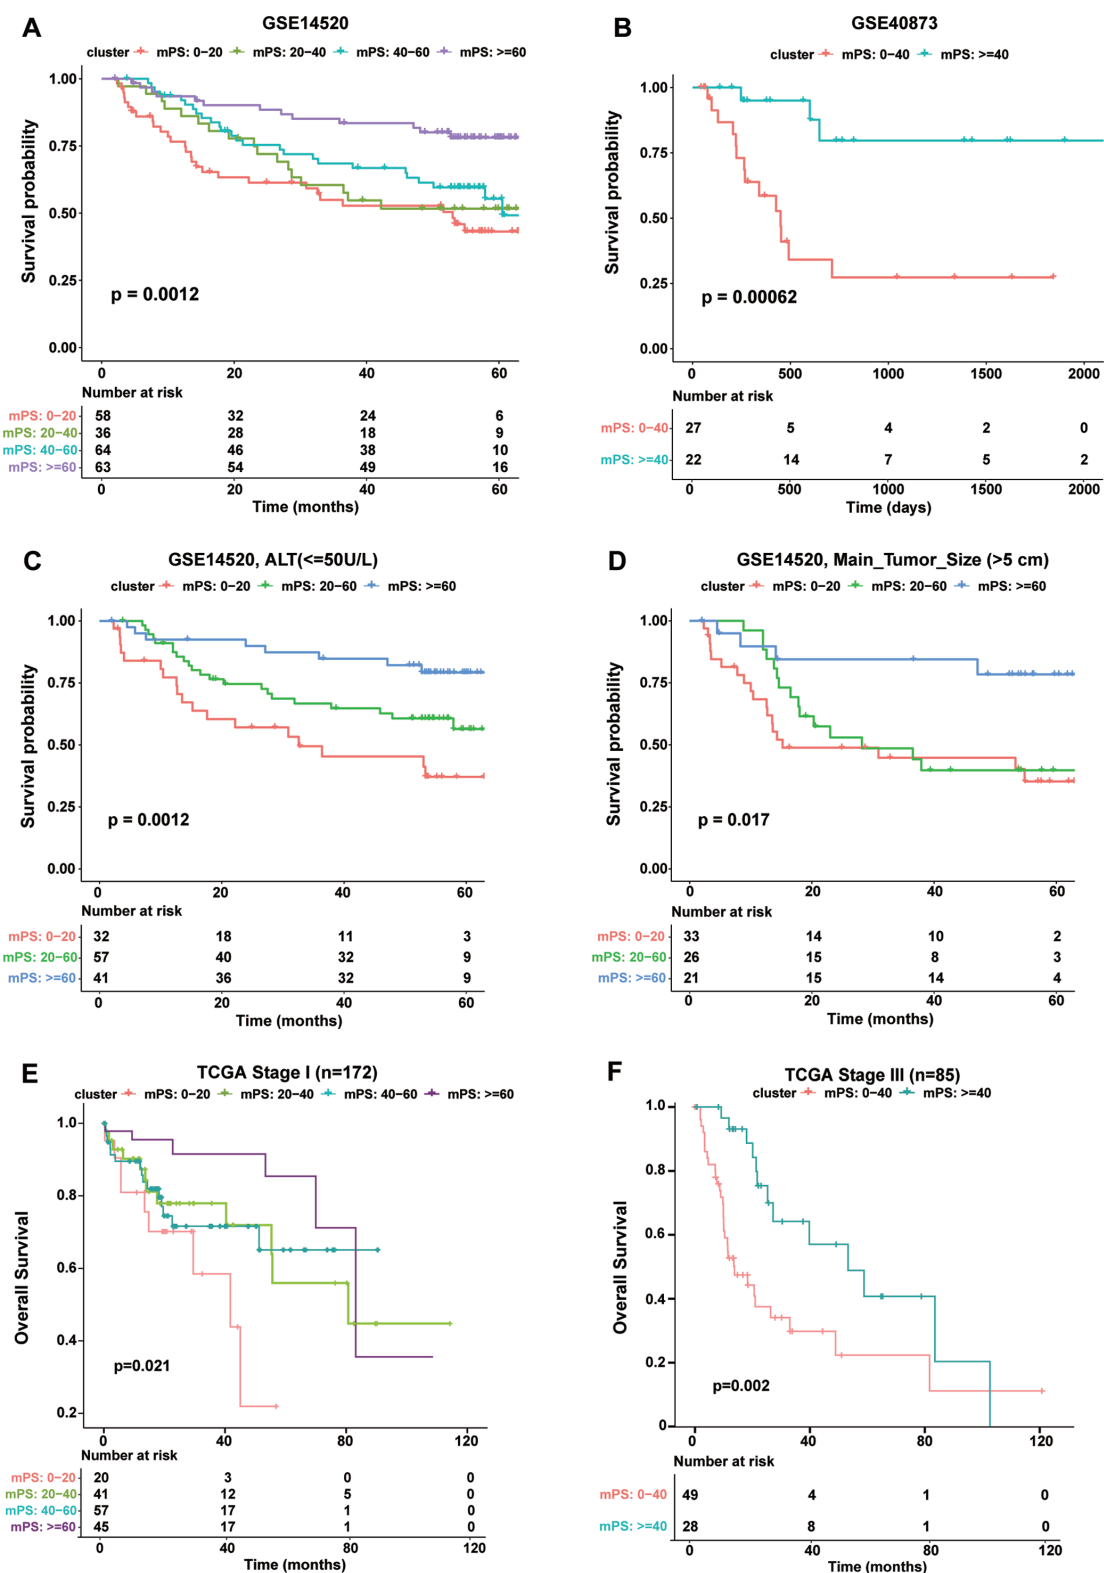 A
GSE14520
cluster mPS: 0−20 mPS: 20−40 mPS: 40−60 mPS: >=60
Survival probability
1.00
0.75
0.50
0.25
0.00
p = 0.0012
0 20 40 60
Number at risk
mPS: 0−20 58 32 24 6
mPS: 20−40 36 28 18 9
mPS: 40−60 64 46 38 10
mPS: >=60 63 54 49 16
0 20 40 60
Time (months)
B
GSE40873
cluster mPS: 0−40 mPS: >=40
Survival probability
1.00
0.75
0.50
0.25
0.00
p = 0.00062
0 500 1000 1500 2000
Number at risk
mPS: 0−40 27 5 4 2 0
mPS: >=40 22 14 7 5 2
0 500 1000 1500 2000
Time (days)
C
GSE14520, ALT(<=50U/L)
cluster mPS: 0−20 mPS: 20−60 mPS: >=60
Survival probability
1.00
0.75
0.50
0.25
0.00
p = 0.0012
0 20 40 60
Number at risk
mPS: 0−20 32 18 11 3
mPS: 20−60 57 40 32 9
mPS: >=60 41 36 32 9
0 20 40 60
Time (months)
D
GSE14520, Main_Tumor_Size (>5 cm)
cluster mPS: 0−20 mPS: 20−60 mPS: >=60
Survival probability
1.00
0.75
0.50
0.25
0.00
p = 0.017
0 20 40 60
Number at risk
mPS: 0−20 33 14 10 2
mPS: 20−60 26 15 8 3
mPS: >=60 21 15 14 4
0 20 40 60
Time (months)
E
TCGA Stage I (n=172)
cluster mPS: 0−20 mPS: 20−40 mPS: 40−60 mPS: >=60
Overall Survival
1.0
0.8
0.6
0.4
0.2
p=0.021
0 40 80 120
Number at risk
mPS: 0−20 20 3 0 0
mPS: 20−40 41 12 5 0
mPS: 40−60 57 17 1 0
mPS: >=60 45 17 1 0
0 40 80 120
Time (months)
F
TCGA Stage III (n=85)
cluster mPS: 0−40 mPS: >=40
Overall Survival
1.0
0.8
0.6
0.4
0.2
0
p=0.002
0 40 80 120
Number at risk
mPS: 0−40 49 4 1 0
mPS: >=40 28 8 1 0
0 40 80 120
Time (months)